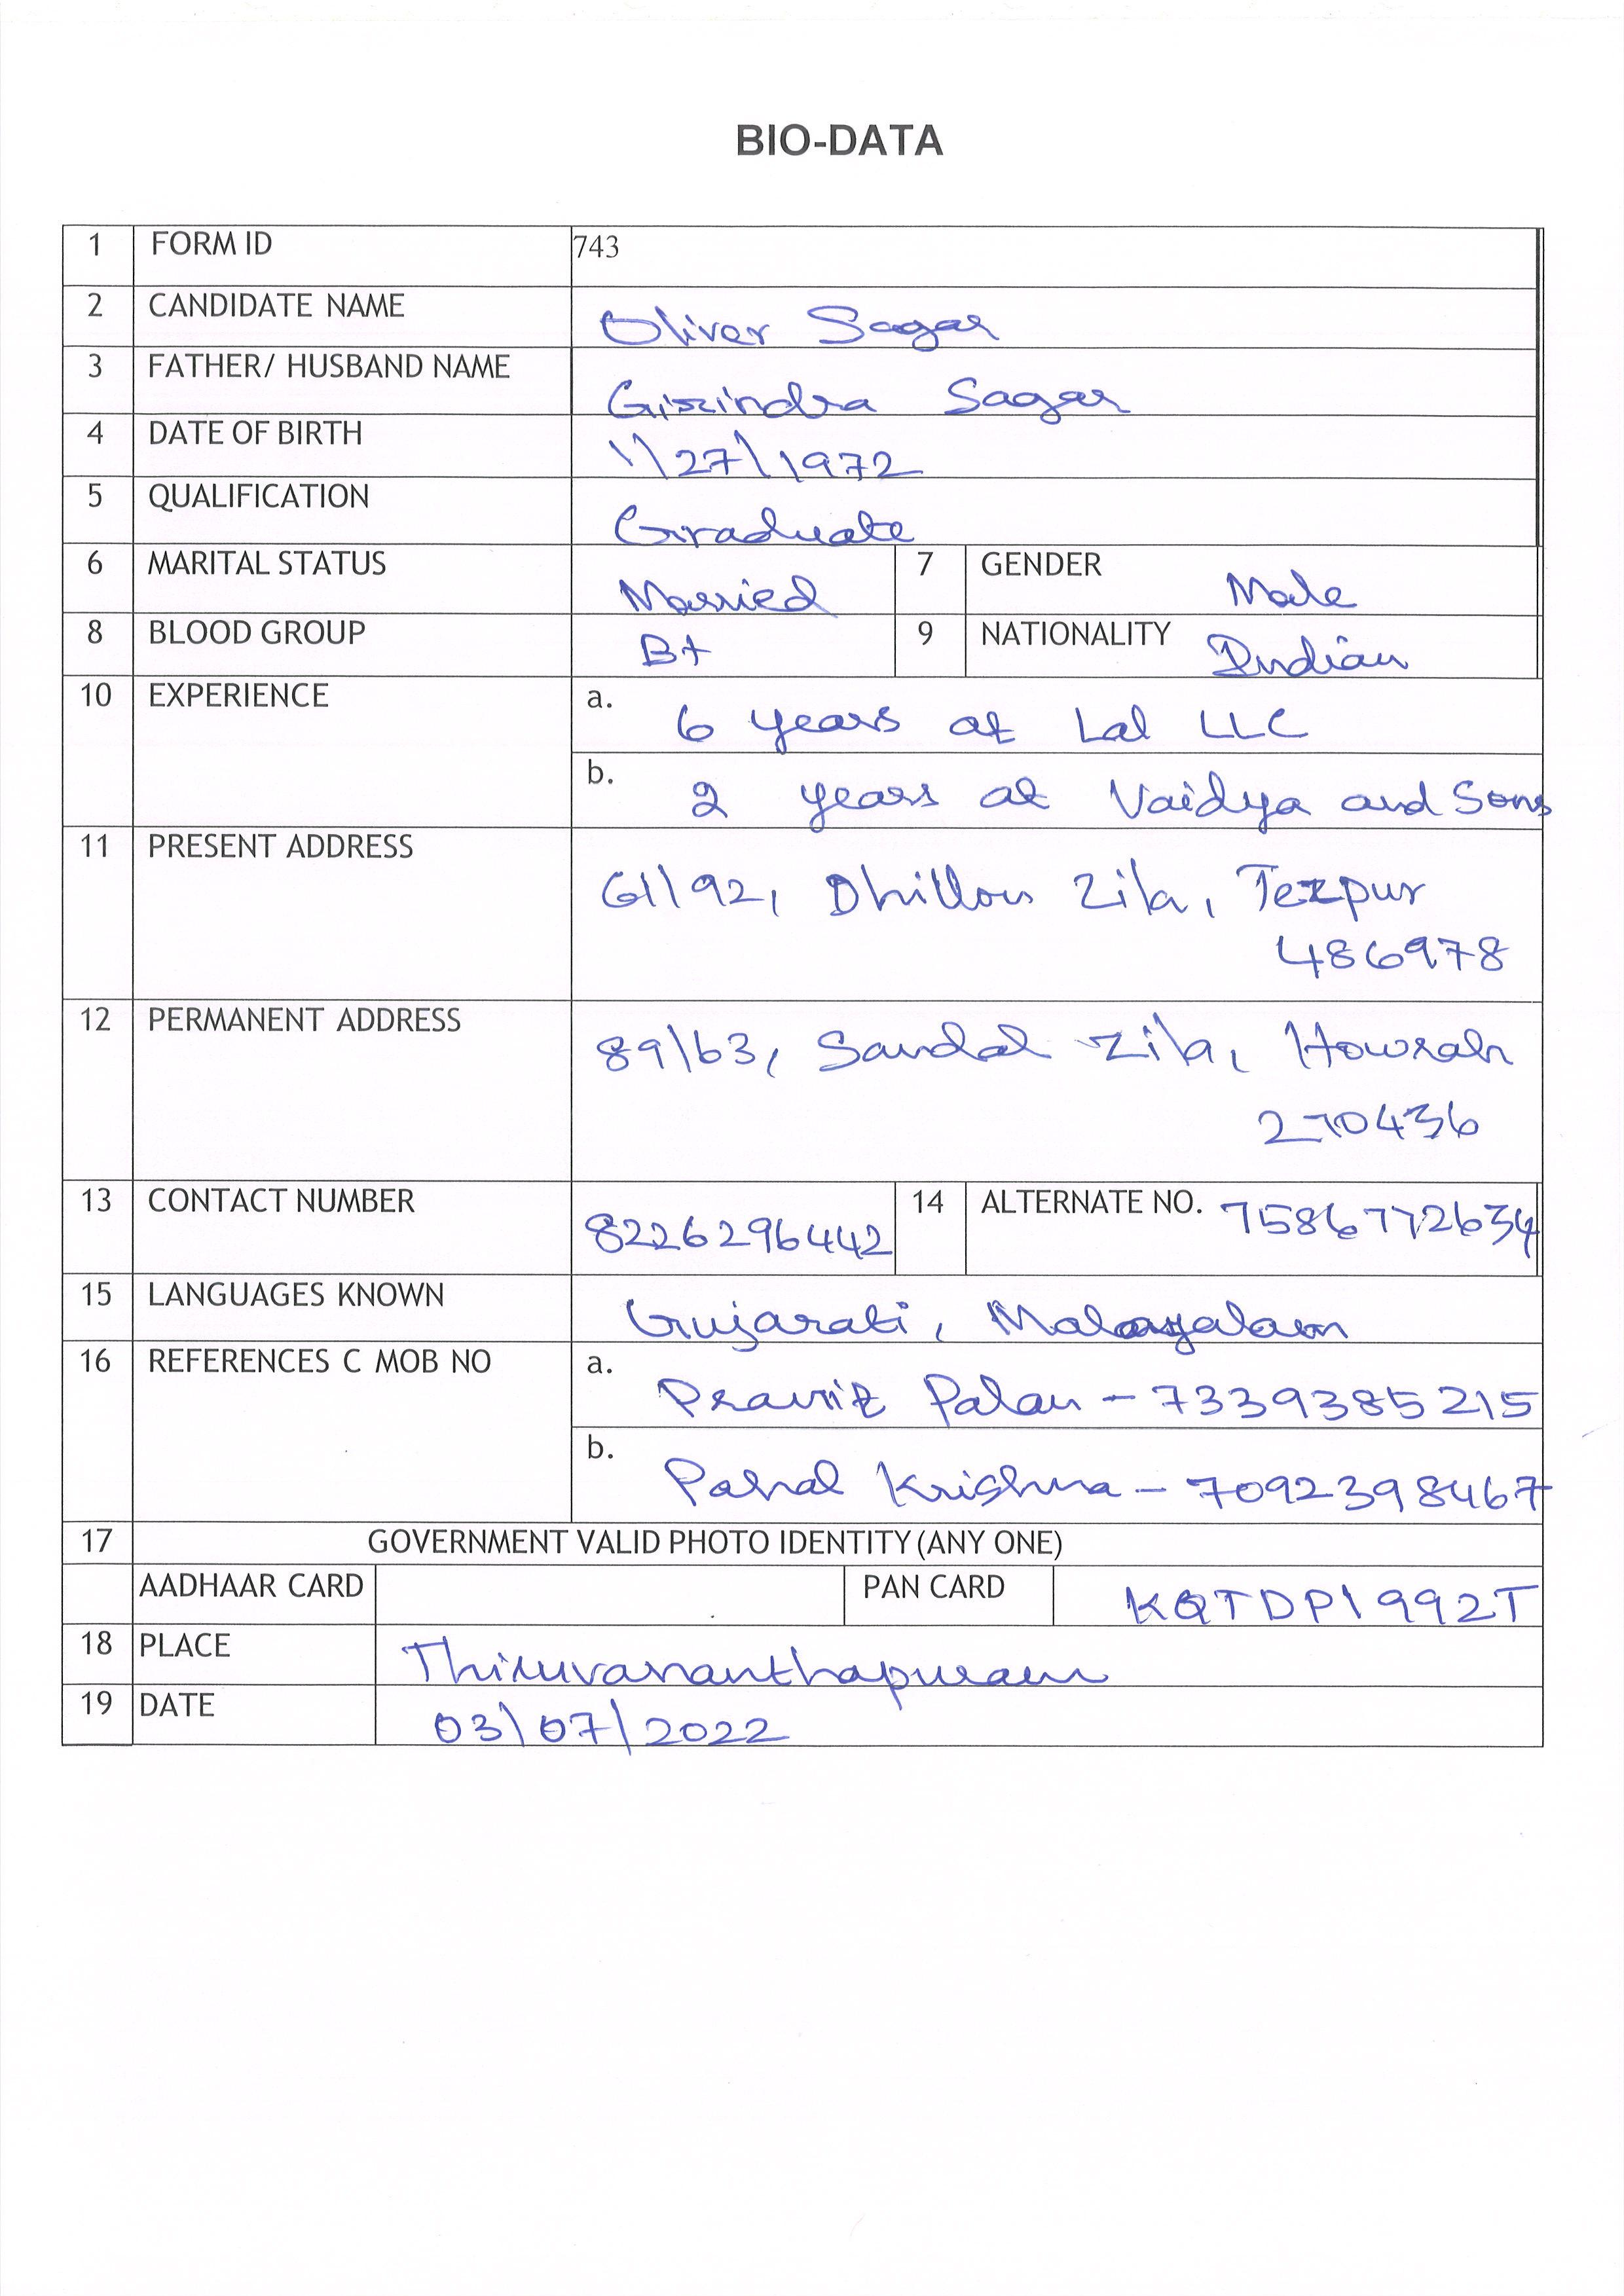 BIO-DATA
1 FORM ID 743
2 CANDIDATE NAME Oliver Sagar
3 FATHER/ HUSBAND NAME Girindra Sagar
4 DATE OF BIRTH 1/27/1972
5 QUALIFICATION Graduate
6 MARITAL STATUS Married 7 GENDER Male
8 BLOOD GROUP B+ 9 NATIONALITY Indian
10 EXPERIENCE a. 6 years at Lal LLC
b. 2 years at Vaidya and Sons
11 PRESENT ADDRESS 61/92, Dhillon Zila, Tezpur
486978
12 PERMANENT ADDRESS 89/63, Sandal Zila, Howrah
270436
13 CONTACT NUMBER 8226296442 14 ALTERNATE NO. 7586772634
15 LANGUAGES KNOWN Gujarati, Malayalam
16 REFERENCES C MOB NO a. Palan - 7339385215
b. Krishna - 7092398467
17 GOVERNMENT VALID PHOTO IDENTITY (ANY ONE)
AADHAAR CARD PAN CARD KQTDP1992T
18 PLACE Thiruvananthapuram
19 DATE 03/07/2022